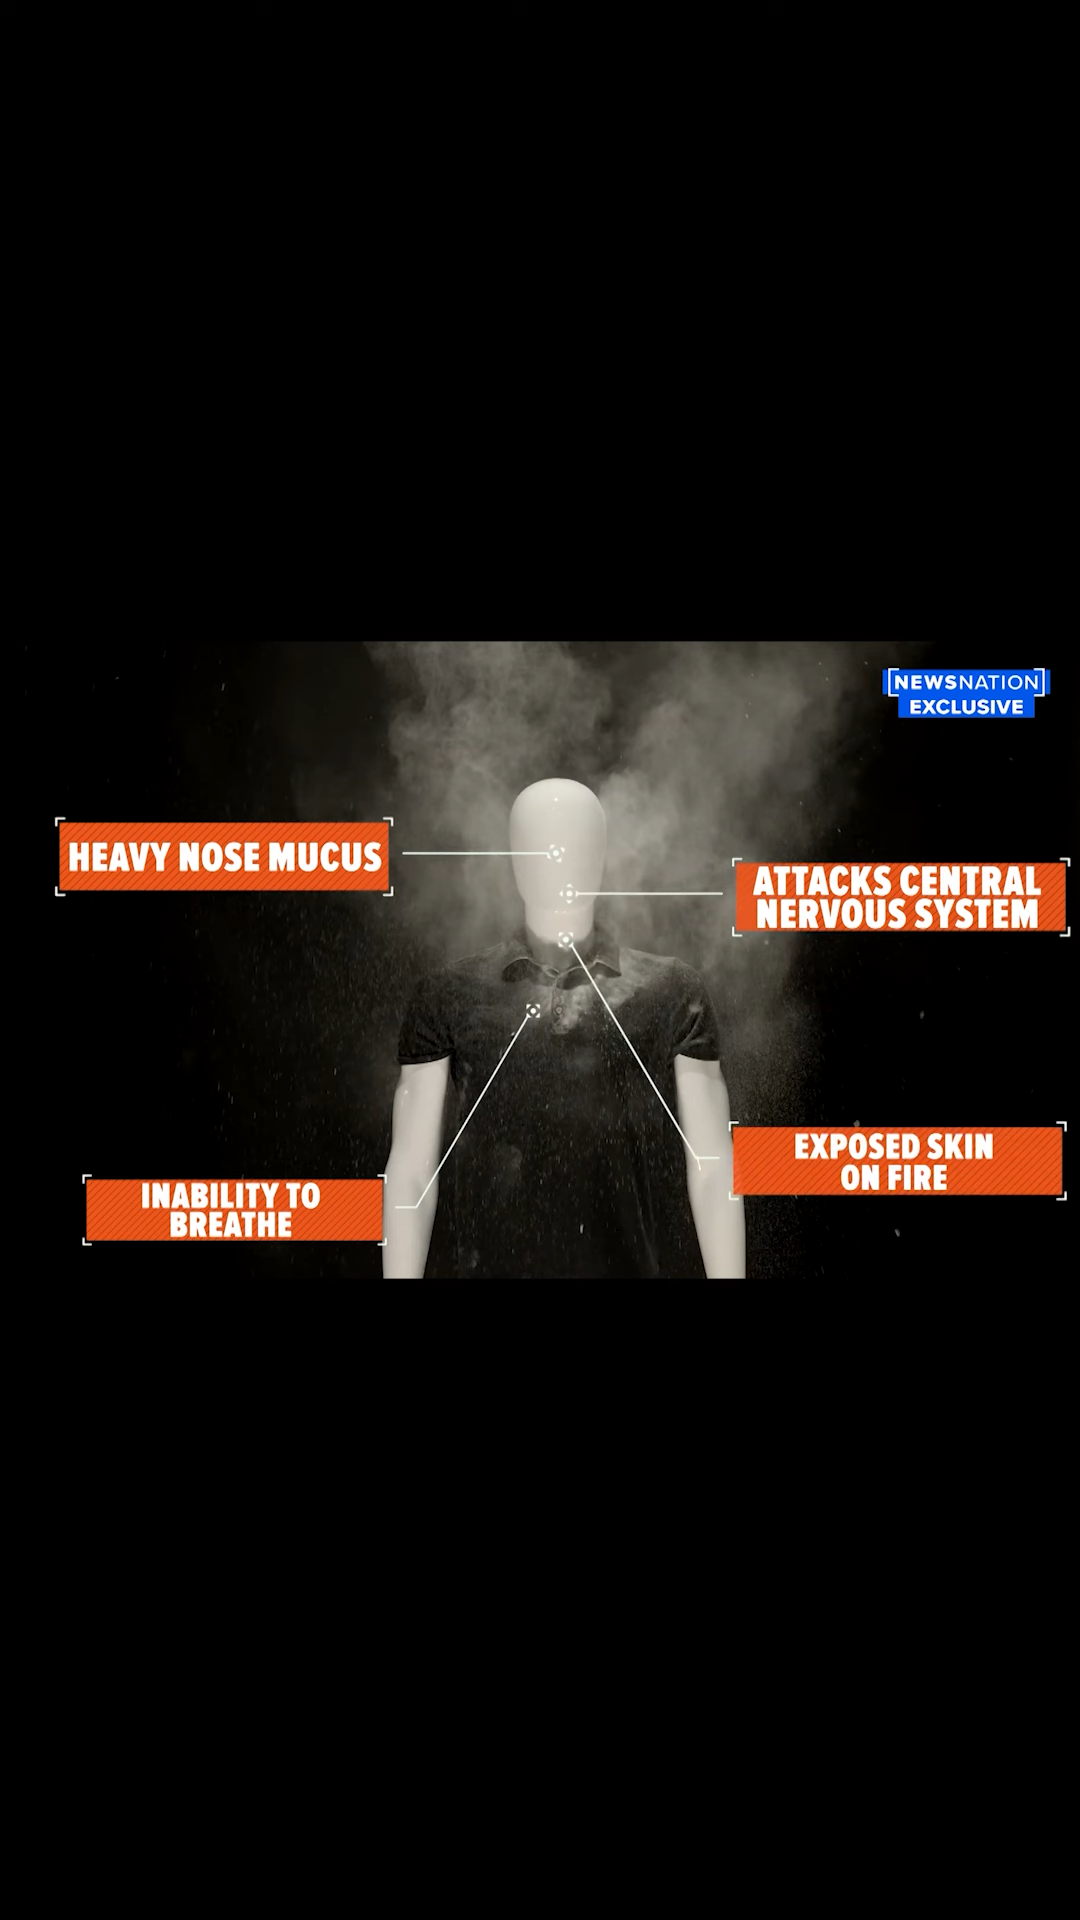 NEWSNATION
EXCLUSIVE
HEAVY NOSE MUCUS
ATTACKS CENTRAL
NERVOUS SYSTEM
EXPOSED SKIN
ON FIRE
INABILITY TO
BREATHE